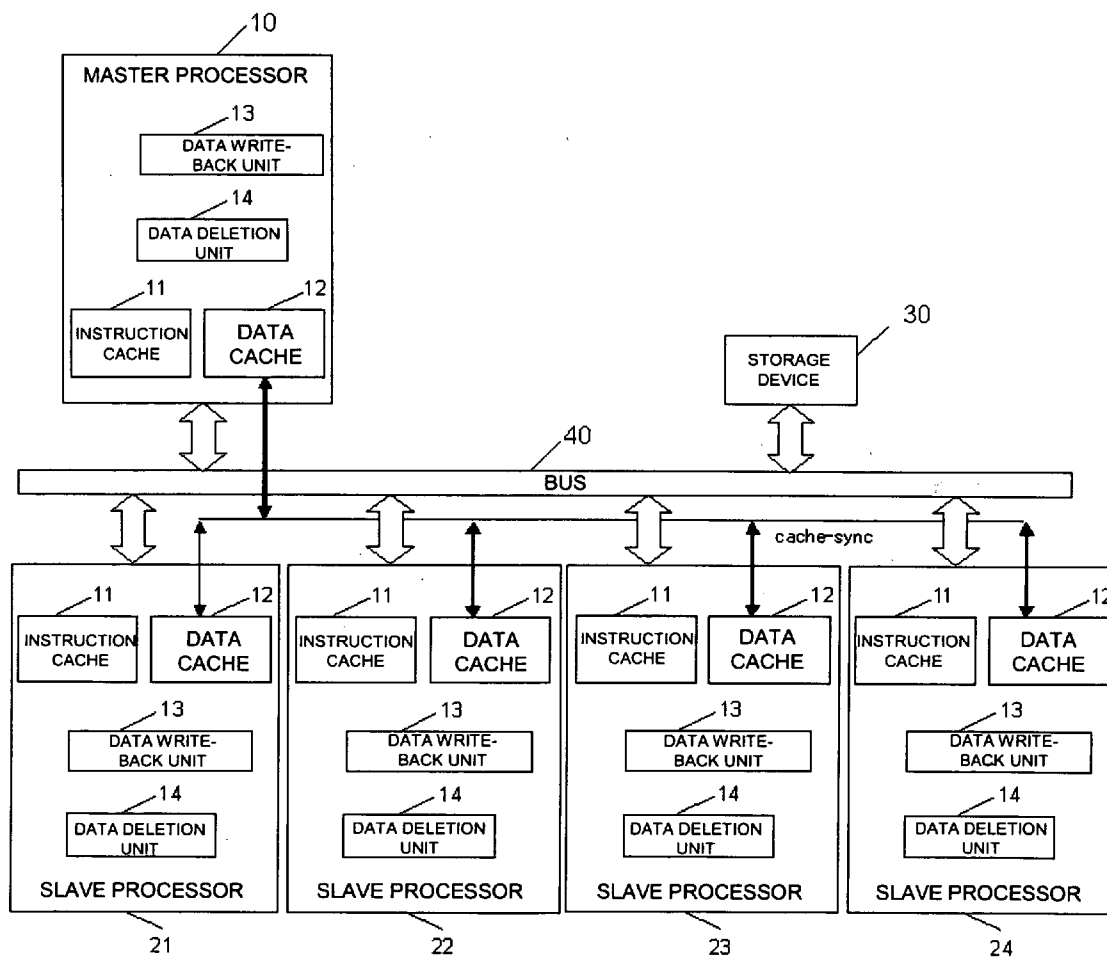 10
MASTER PROCESSOR
13
DATA WRITE-
BACK UNIT
14
DATA DELETION
UNIT
11
INSTRUCTION
CACHE
12
DATA
CACHE
30
STORAGE
DEVICE
40
BUS
cache-sync
11
INSTRUCTION
CACHE
12
DATA
CACHE
13
DATA WRITE-
BACK UNIT
14
DATA DELETION
UNIT
SLAVE PROCESSOR
21
11
INSTRUCTION
CACHE
12
DATA
CACHE
13
DATA WRITE-
BACK UNIT
14
DATA DELETION
UNIT
SLAVE PROCESSOR
22
11
INSTRUCTION
CACHE
12
DATA
CACHE
13
DATA WRITE-
BACK UNIT
14
DATA DELETION
UNIT
SLAVE PROCESSOR
23
11
INSTRUCTION
CACHE
12
DATA
CACHE
13
DATA WRITE-
BACK UNIT
14
DATA DELETION
UNIT
SLAVE PROCESSOR
24